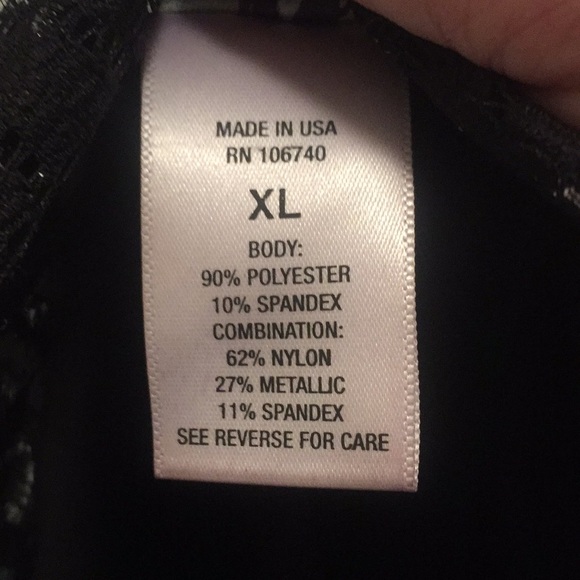 MADE IN USA
RN 106740
XL
BODY:
90% POLYESTER
10% SPANDEX
COMBINATION:
62% NYLON
27% METALLIC
11% SPANDEX
SEE REVERSE FOR CARE